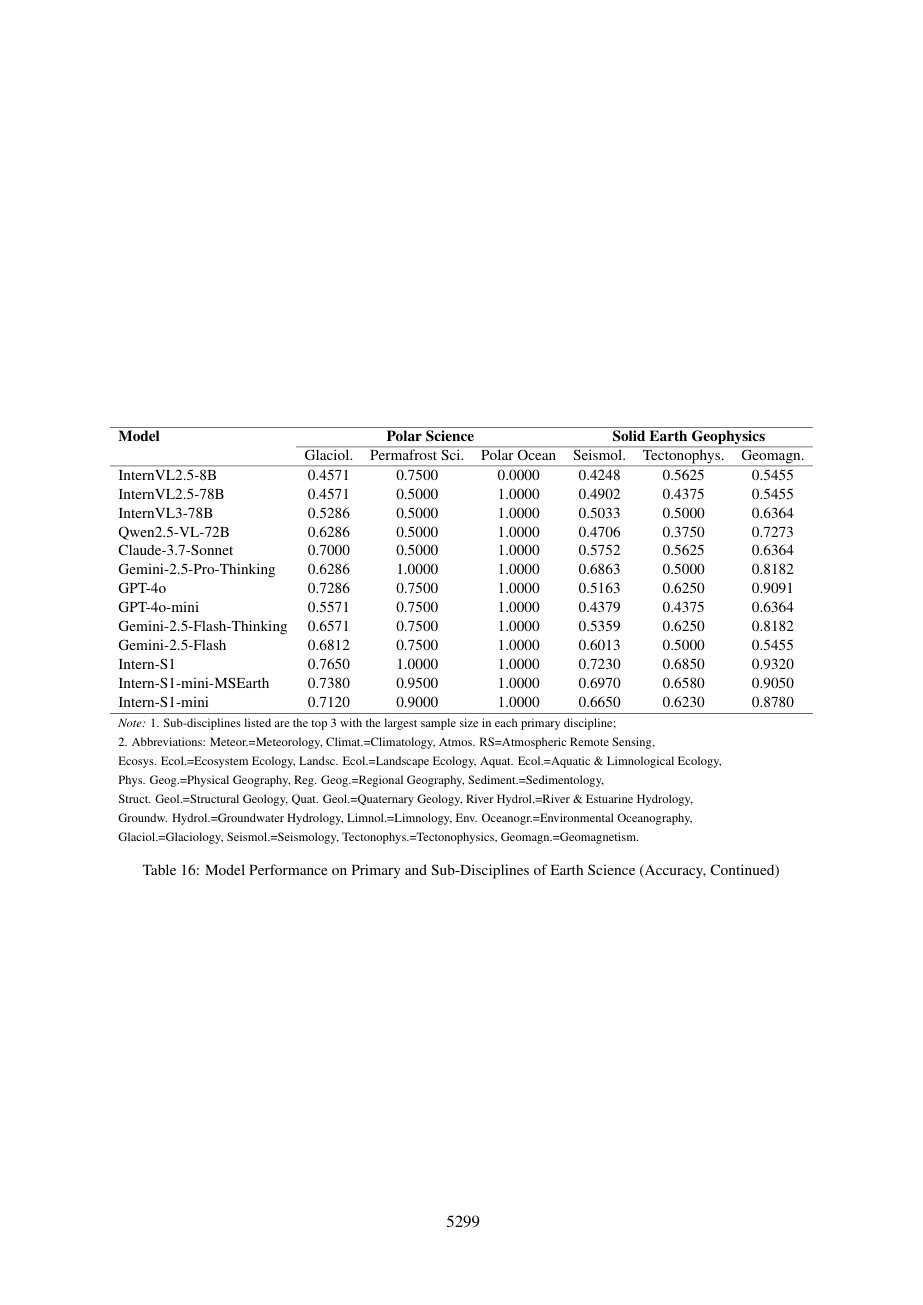 Model Polar Science Solid Earth Geophysics
Glaciol. Permafrost Sci. Polar Ocean Seismol. Tectonophys. Geomagn.
InternVL2.5-8B 0.4571 0.7500 0.0000 0.4248 0.5625 0.5455
InternVL2.5-78B 0.4571 0.5000 1.0000 0.4902 0.4375 0.5455
InternVL3-78B 0.5286 0.5000 1.0000 0.5033 0.5000 0.6364
Qwen2.5-VL-72B 0.6286 0.5000 1.0000 0.4706 0.3750 0.7273
Claude-3.7-Sonnet 0.7000 0.5000 1.0000 0.5752 0.5625 0.6364
Gemini-2.5-Pro-Thinking 0.6286 1.0000 1.0000 0.6863 0.5000 0.8182
GPT-4o 0.7286 0.7500 1.0000 0.5163 0.6250 0.9091
GPT-4o-mini 0.5571 0.7500 1.0000 0.4379 0.4375 0.6364
Gemini-2.5-Flash-Thinking 0.6571 0.7500 1.0000 0.5359 0.6250 0.8182
Gemini-2.5-Flash 0.6812 0.7500 1.0000 0.6013 0.5000 0.5455
Intern-S1 0.7650 1.0000 1.0000 0.7230 0.6850 0.9320
Intern-S1-mini-MSEarth 0.7380 0.9500 1.0000 0.6970 0.6580 0.9050
Intern-S1-mini 0.7120 0.9000 1.0000 0.6650 0.6230 0.8780
Note: 1. Sub-disciplines listed are the top 3 with the largest sample size in each primary discipline;
2. Abbreviations: Meteor.=Meteorology, Climat.=Climatology, Atmos. RS=Atmospheric Remote Sensing,
Ecosys. Ecol.=Ecosystem Ecology, Landsc. Ecol.=Landscape Ecology, Aquat. Ecol.=Aquatic & Limnological Ecology,
Phys. Geog.=Physical Geography, Reg. Geog.=Regional Geography, Sediment.=Sedimentology,
Struct. Geol.=Structural Geology, Quat. Geol.=Quaternary Geology, River Hydrol.=River & Estuarine Hydrology,
Groundw. Hydrol.=Groundwater Hydrology, Limnol.=Limnology, Env. Oceanogr.=Environmental Oceanography,
Glaciol.=Glaciology, Seismol.=Seismology, Tectonophys.=Tectonophysics, Geomagn.=Geomagnetism.
Table 16: Model Performance on Primary and Sub-Disciplines of Earth Science (Accuracy, Continued)
5299